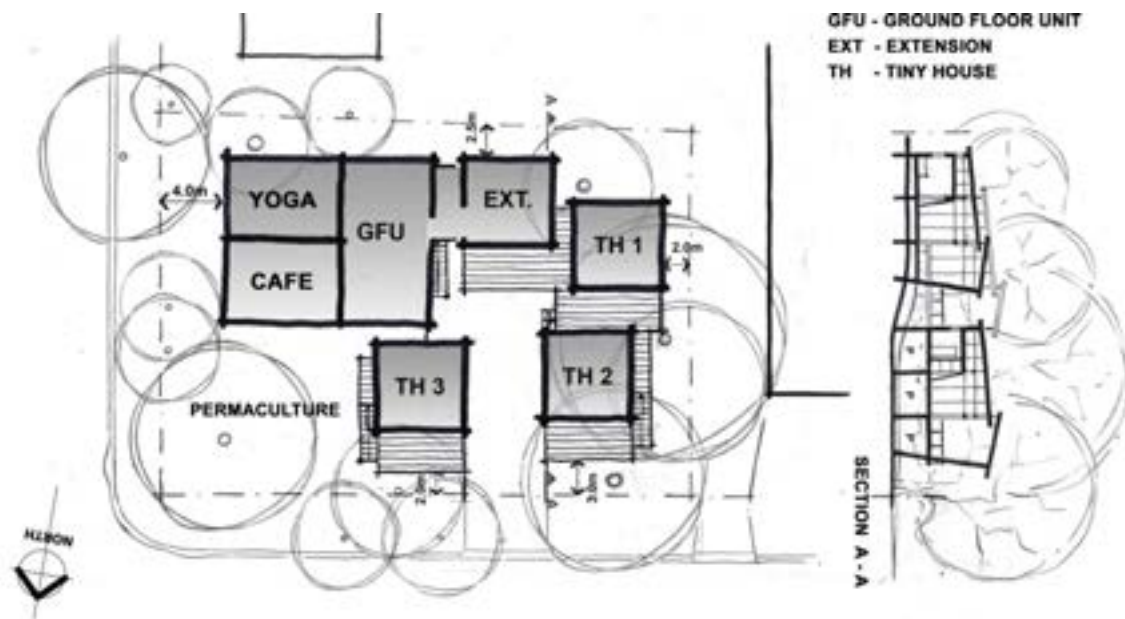 GFU - GROUND FLOOR UNIT
EXT - EXTENSION
TH - TINY HOUSE
2.5m
4.0m
YOGA
GFU
EXT.
TH 1
2.0m
CAFE
TH 3
TH 2
PERMACULTURE
2.0m
3.0m
NORTH
SECTION A - A